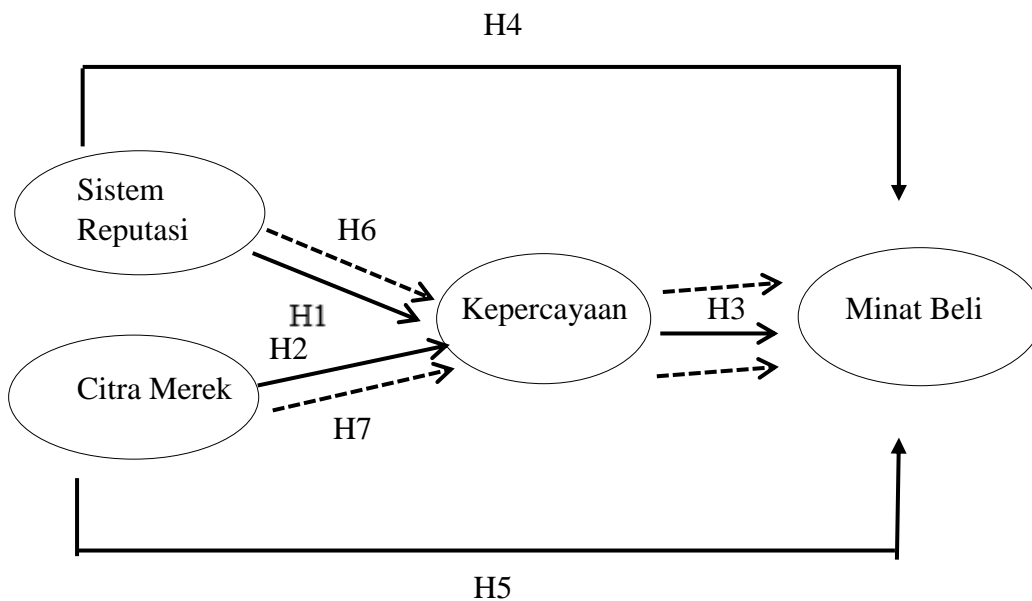 H4
Sistem
Reputasi
H6
Kepercayaan
H3
Minat Beli
H1
H2
Citra Merek
H7
H5